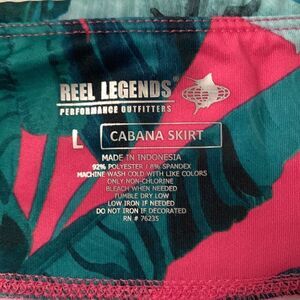 REEL LEGENDS®
PERFORMANCE OUTFITTERS
L CABANA SKIRT
MADE IN INDONESIA
92% POLYESTER / 8% SPANDEX
MACHINE WASH COLD WITH LIKE COLORS
ONLY NON-CHLORINE
BLEACH WHEN NEEDED
TUMBLE DRY LOW
LOW IRON IF NEEDED
DO NOT IRON IF DECORATED
RN # 76235